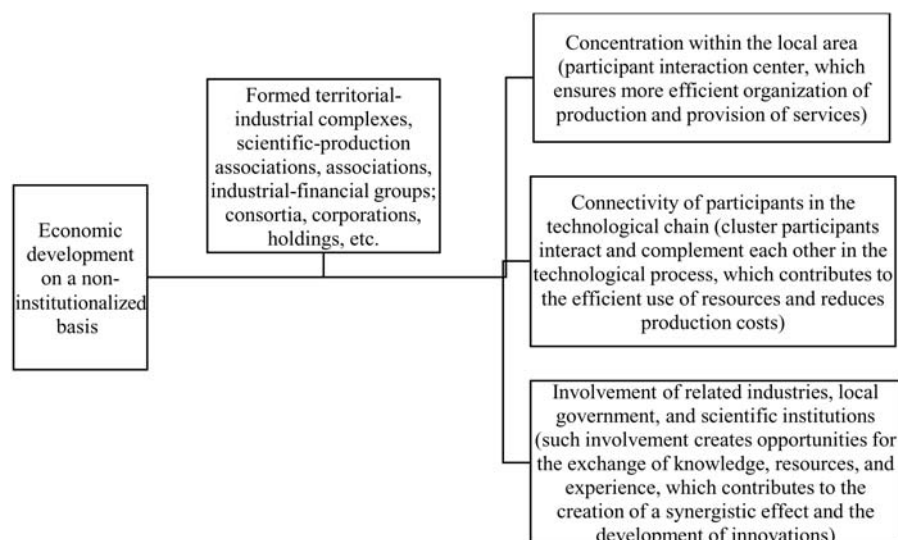 Economic
development
on a non-
institutionalized
basis
Formed territorial-
industrial complexes,
scientific-production
associations, associations,
industrial-financial groups;
consortia, corporations,
holdings, etc.
Concentration within the local area
(participant interaction center, which
ensures more efficient organization of
production and provision of services)
Connectivity of participants in the
technological chain (cluster participants
interact and complement each other in
the technological process, which contributes to
the efficient use of resources and reduces
production costs)
Involvement of related industries, local
government, and scientific institutions
(such involvement creates opportunities for
the exchange of knowledge, resources, and
experience, which contributes to the
creation of a synergistic effect and the
development of innovations)